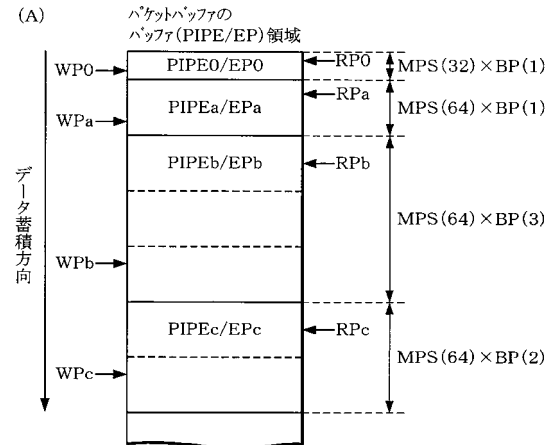 (A)
パケットバッファの
バッファ(PIPE/EP)領域
WP0
PIPE0/EP0
RP0
MPS(32)×BP(1)
WPa
PIPEa/EPa
RPa
MPS(64)×BP(1)
PIPEb/EPb
RPb
データ蓄積方向
MPS(64)×BP(3)
WPb
PIPEc/EPc
RPc
WPc
MPS(64)×BP(2)